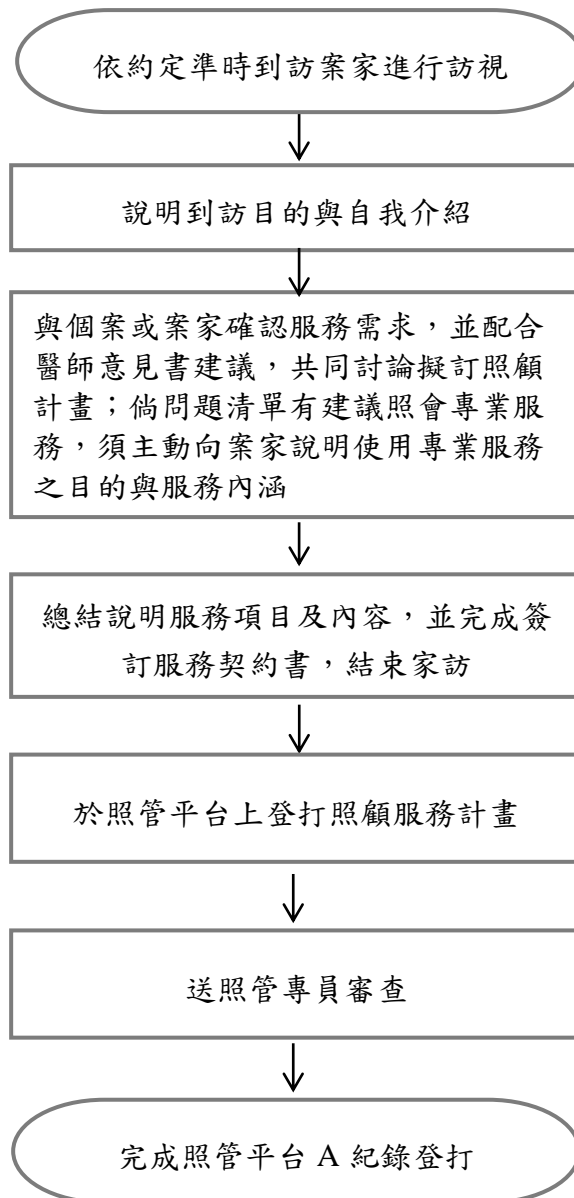 依約定準時到訪案家進行訪視
說明到訪目的與自我介紹
與個案或案家確認服務需求，並配合
醫師意見書建議，共同討論擬訂照顧
計畫；倘問題清單有建議照會專業服
務，須主動向案家說明使用專業服務
之目的與服務內涵
總結說明服務項目及內容，並完成簽
訂服務契約書，結束家訪
於照管平台上登打照顧服務計畫
送照管專員審查
完成照管平台 A 紀錄登打